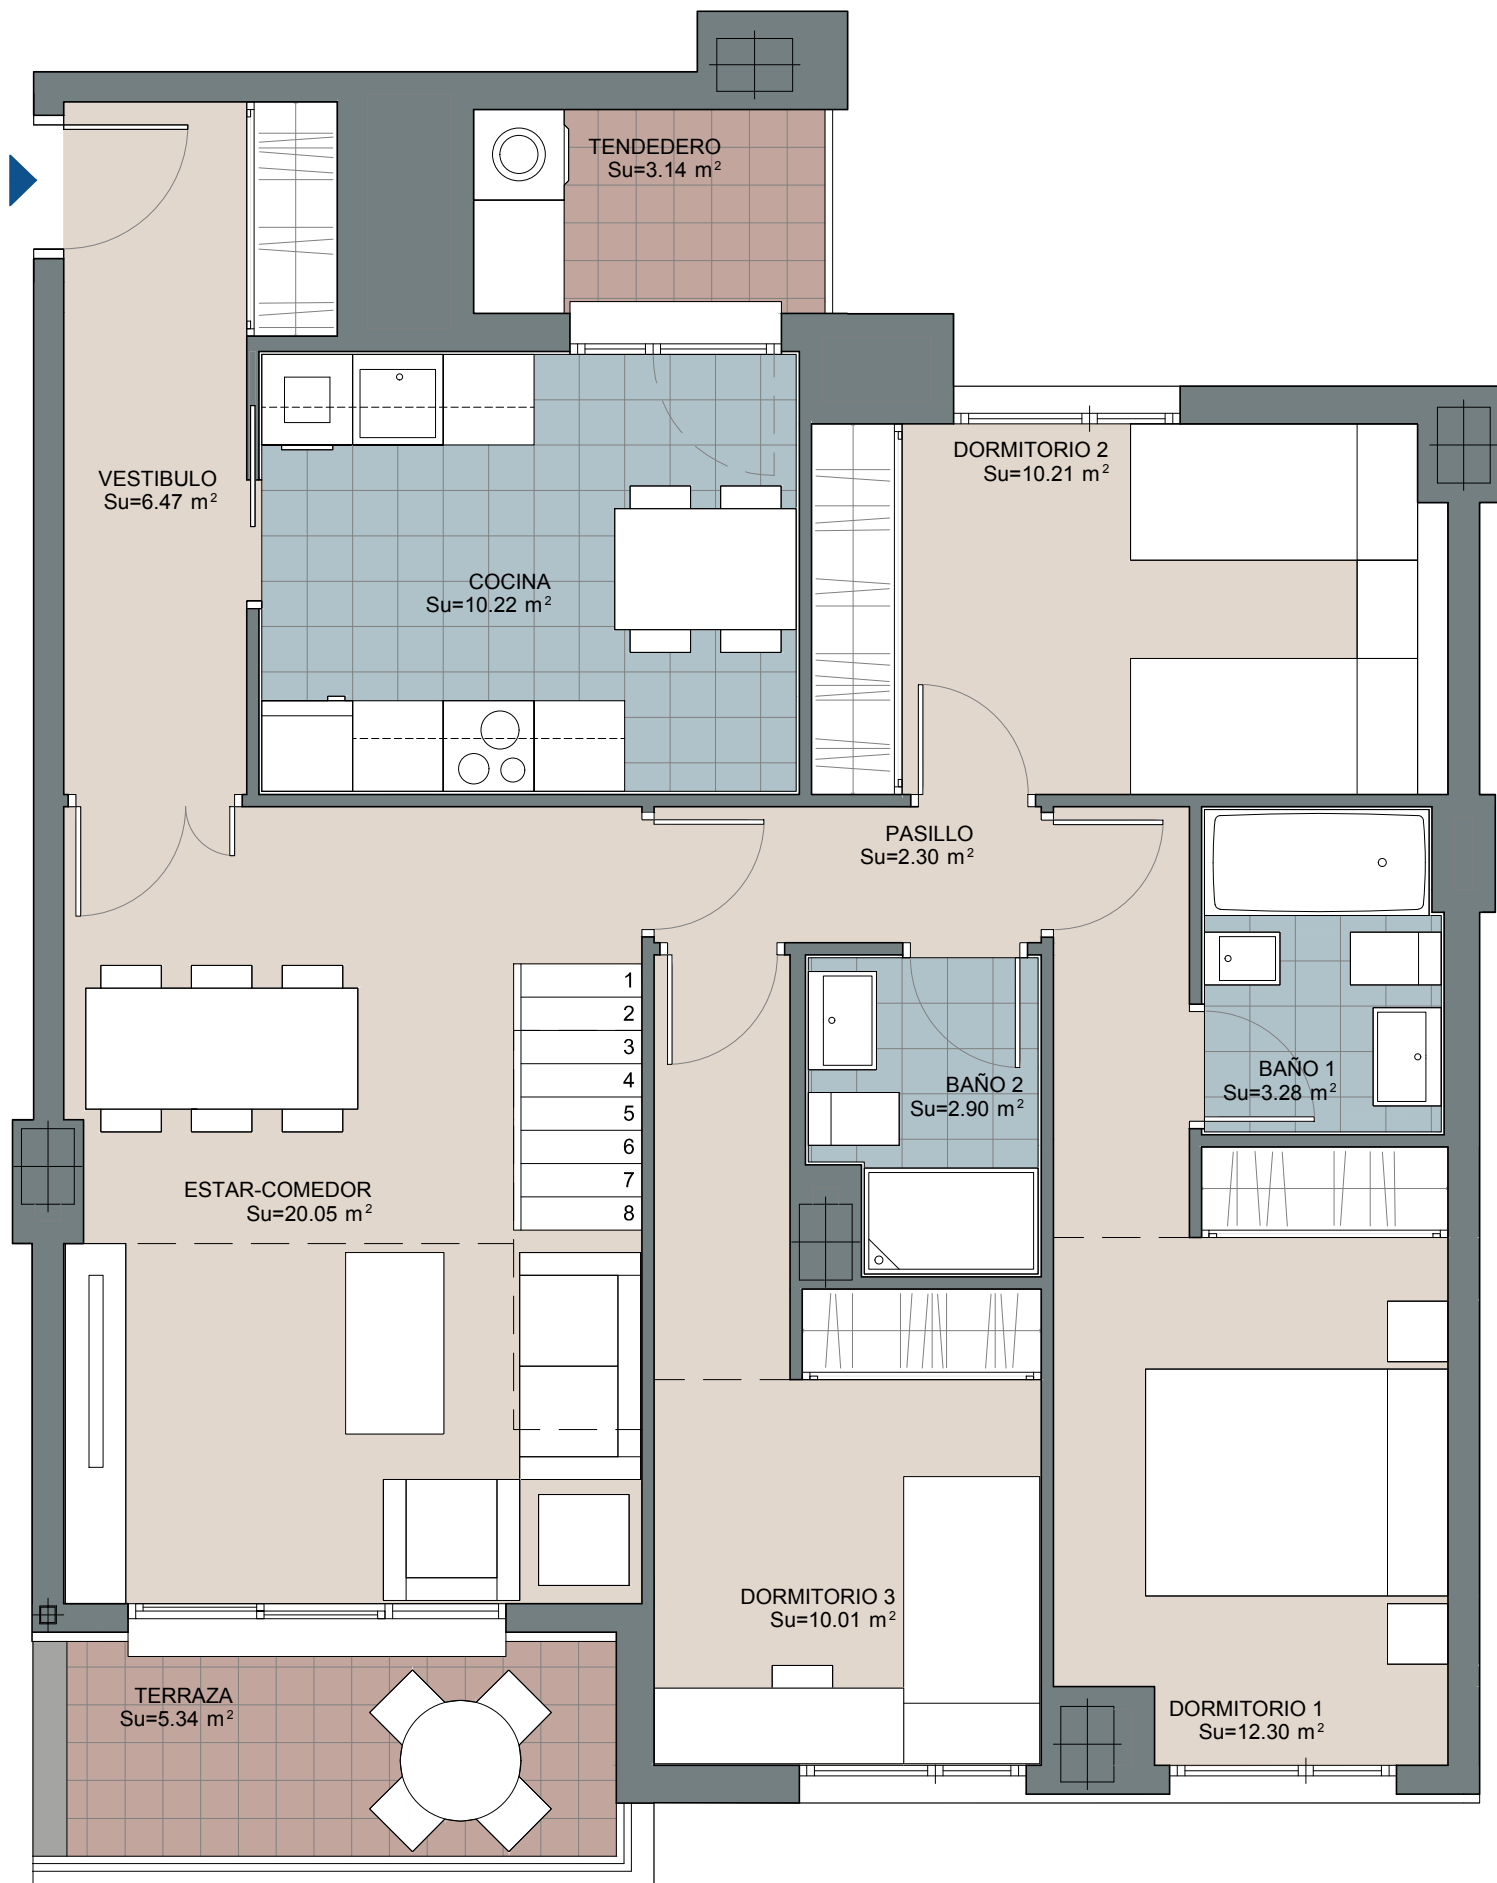 TENDEDERO
Su=3.14 m²
DORMITORIO 2
Su=10.21 m²
VESTIBULO
Su=6.47 m²
COCINA
Su=10.22 m²
PASILLO
Su=2.30 m²
1
2
3
4
5
6
7
8
BAÑO 1
Su=3.28 m²
BAÑO 2
Su=2.90 m²
ESTAR-COMEDOR
Su=20.05 m²
DORMITORIO 3
Su=10.01 m²
TERRAZA
Su=5.34 m²
DORMITORIO 1
Su=12.30 m²